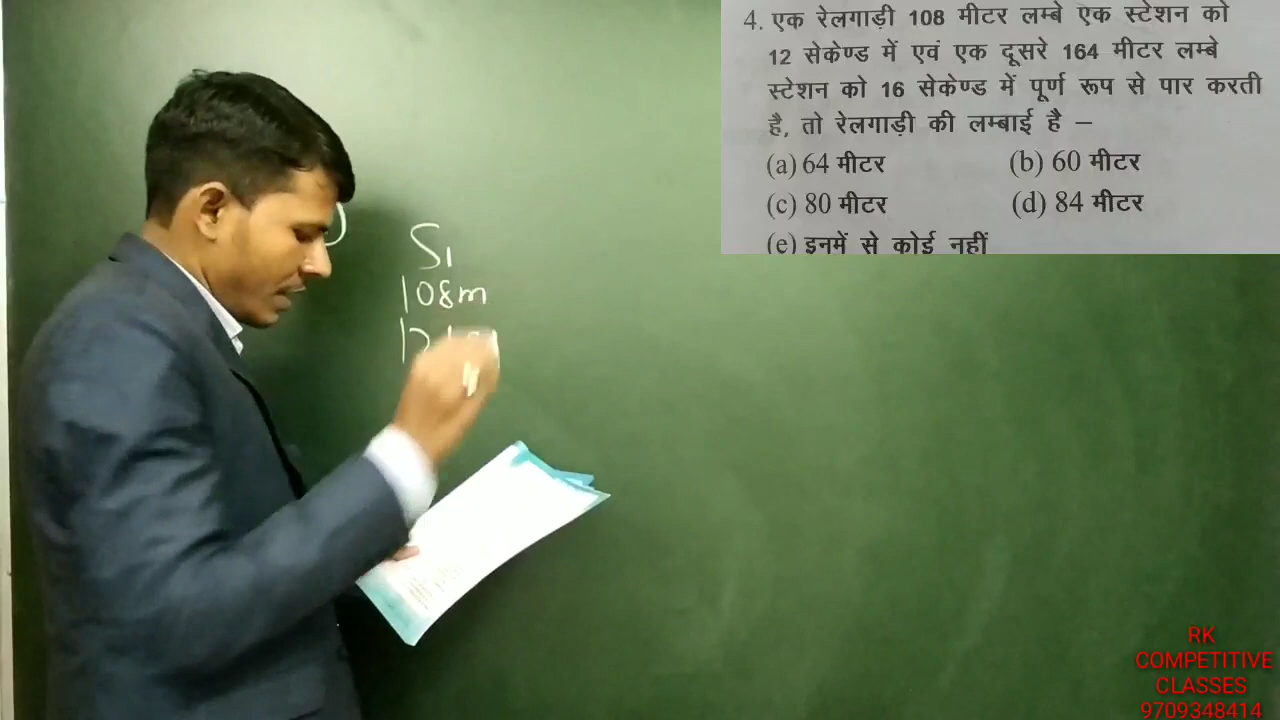 4. एक रेलगाड़ी 108 मीटर लम्बे एक स्टेशन को
12 सेकेण्ड में एवं एक दूसरे 164 मीटर लम्बे
स्टेशन को 16 सेकेण्ड में पूर्ण रूप से पार करती
है, तो रेलगाड़ी की लम्बाई है –
(a) 64 मीटर (b) 60 मीटर
(c) 80 मीटर (d) 84 मीटर
(e) इनमें से कोई नहीं
S1
108m
12
RK
COMPETITIVE
CLASSES
9709348414